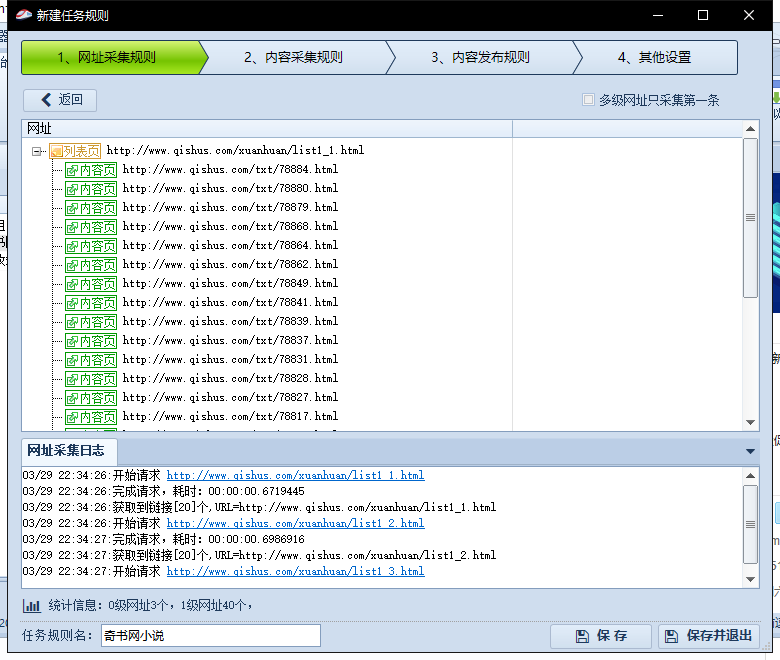 新建任务规则
1、网址采集规则
2、内容采集规则
3、内容发布规则
4、其他设置
返回
多级网址只采集第一条
网址
列表页 http://www.qishus.com/xuanhuan/list1_1.html
内容页 http://www.qishus.com/txt/78884.html
内容页 http://www.qishus.com/txt/78880.html
内容页 http://www.qishus.com/txt/78879.html
内容页 http://www.qishus.com/txt/78868.html
内容页 http://www.qishus.com/txt/78864.html
内容页 http://www.qishus.com/txt/78862.html
内容页 http://www.qishus.com/txt/78849.html
内容页 http://www.qishus.com/txt/78841.html
内容页 http://www.qishus.com/txt/78839.html
内容页 http://www.qishus.com/txt/78837.html
内容页 http://www.qishus.com/txt/78831.html
内容页 http://www.qishus.com/txt/78828.html
内容页 http://www.qishus.com/txt/78827.html
内容页 http://www.qishus.com/txt/78817.html
网址采集日志
03/29 22:34:26:开始请求 http://www.qishus.com/xuanhuan/list1_1.html
03/29 22:34:26:完成请求，耗时：00:00:00.6719445
03/29 22:34:26:获取到链接[20]个,URL=http://www.qishus.com/xuanhuan/list1_1.html
03/29 22:34:26:开始请求 http://www.qishus.com/xuanhuan/list1_2.html
03/29 22:34:27:完成请求，耗时：00:00:00.6986916
03/29 22:34:27:获取到链接[20]个,URL=http://www.qishus.com/xuanhuan/list1_2.html
03/29 22:34:27:开始请求 http://www.qishus.com/xuanhuan/list1_3.html
统计信息：0级网址3个，1级网址40个，
任务规则名：奇书网小说
保 存
保存并退出